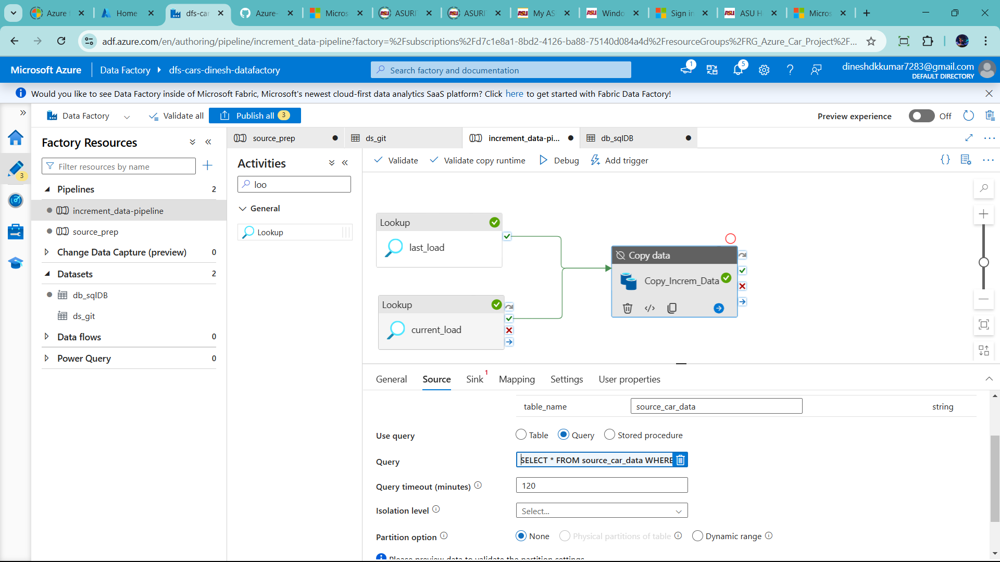 Azure
Home
dfs-car
Azure-
Micros
ASURI
ASURI
My AS
Windo
Sign in
ASU H
Micros
adf.azure.com/en/authoring/pipeline/increment_data-pipeline?factory=%2Fsubscriptions%2Fd7c1e8a1-8bd2-4126-ba88-75140d084a4d%2FresourceGroups%2FRG_Azure_Car_Project%2F...
Microsoft Azure
Data Factory
dfs-cars-dinesh-datafactory
Search factory and documentation
1
5
dineshdkkumar7283@gmail.com
DEFAULT DIRECTORY
Would you like to see Data Factory inside of Microsoft Fabric, Microsoft's newest cloud-first data analytics SaaS platform? Click here to get started with Fabric Data Factory!
Data Factory
Validate all
Publish all 3
Preview experience
Off
3
Factory Resources
Filter resources by name
Pipelines 2
increment_data-pipeline
source_prep
Change Data Capture (preview) 0
Datasets 2
db_sqlDB
ds_git
Data flows 0
Power Query 0
source_prep
ds_git
increment_data-pi...
db_sqlDB
Activities
loo
General
Lookup
Validate
Validate copy runtime
Debug
Add trigger
Lookup
last_load
Lookup
current_load
Copy data
Copy_Increm_Data
General
Source
Sink 1
Mapping
Settings
User properties
table_name
source_car_data
string
Use query
Table
Query
Stored procedure
Query
SELECT * FROM source_car_data WHERE
Query timeout (minutes)
120
Isolation level
Select...
Partition option
None
Physical partitions of table
Dynamic range
Please preview data to validate the partition settings